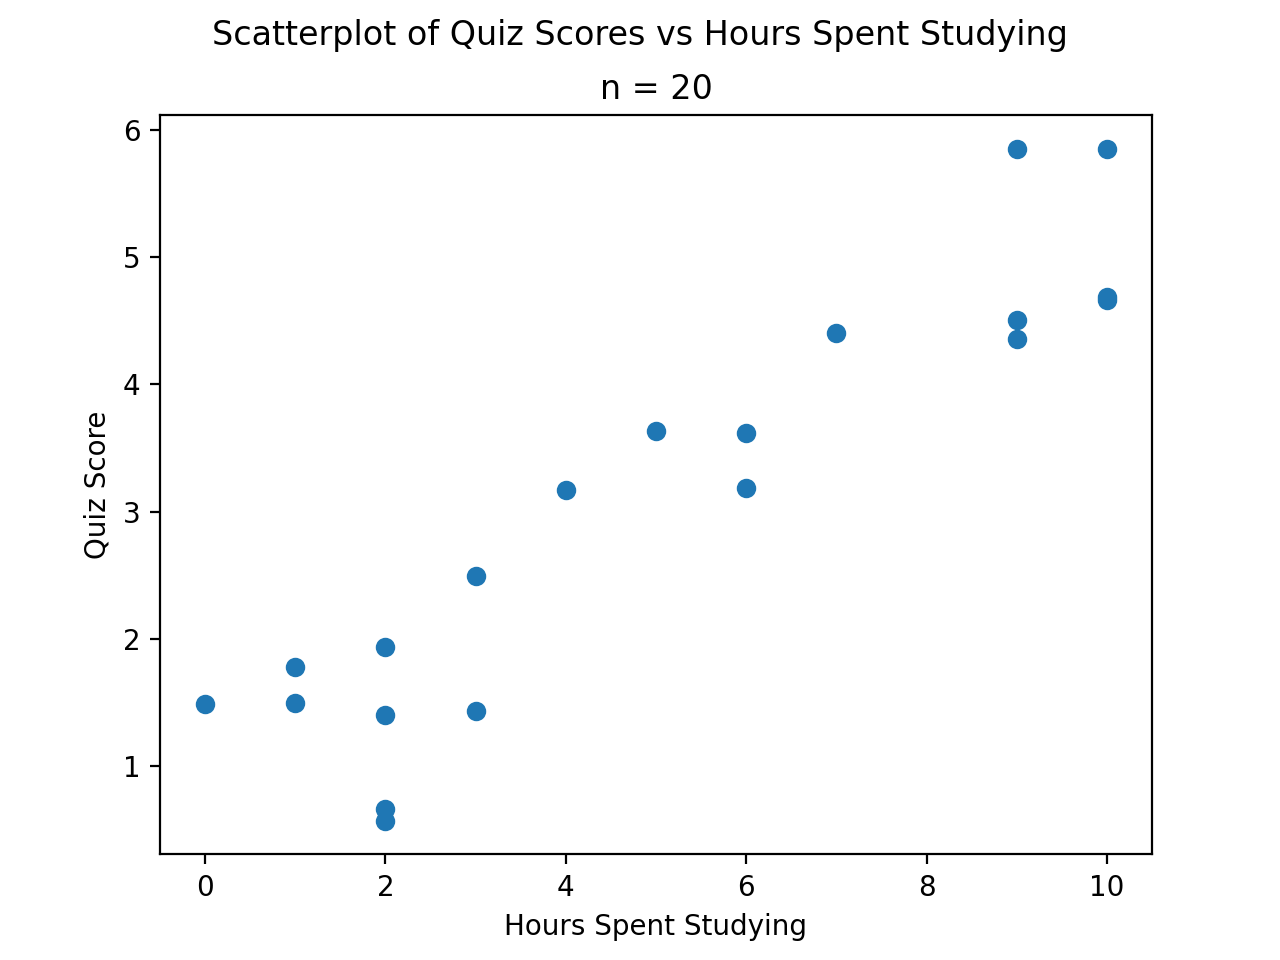 Scatterplot of Quiz Scores vs Hours Spent Studying
n = 20
6
5
4
3
2
1
Quiz Score
0 2 4 6 8 10
Hours Spent Studying